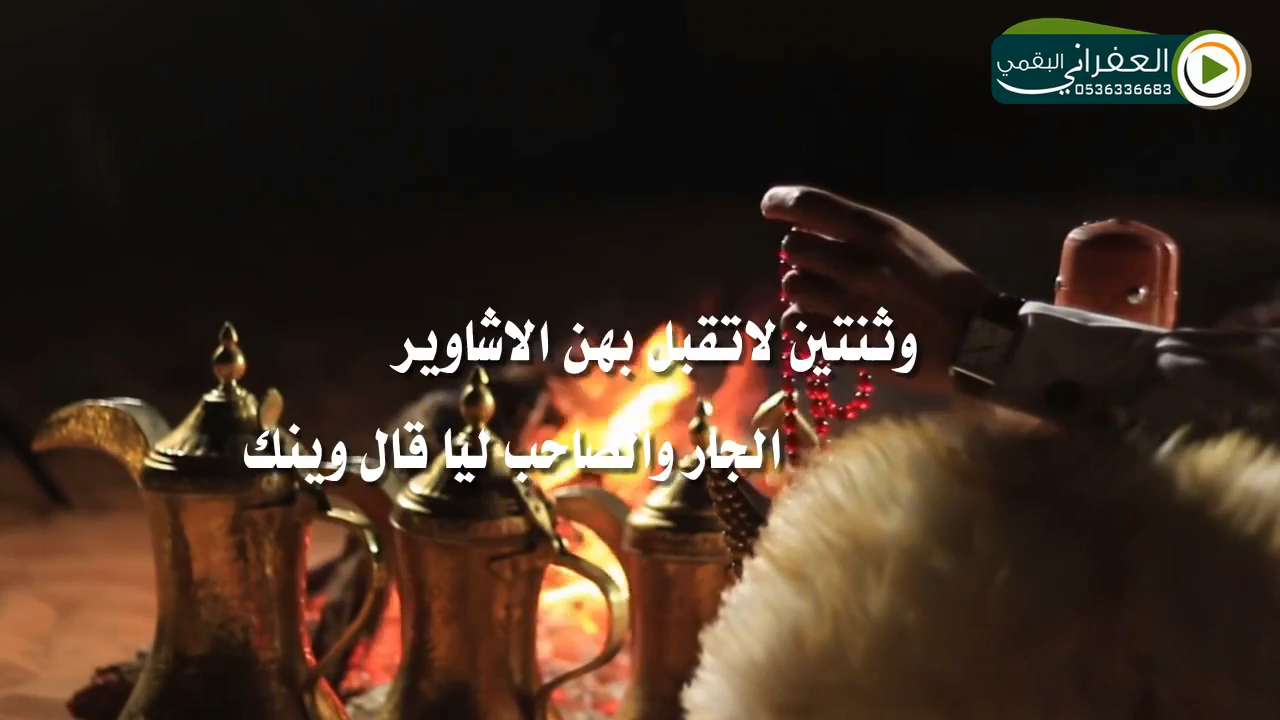 العفراني البقمي
0536336683
وثنتين لاتقبل بهن الاشاوير
الجار والصاحب ليا قال وينك